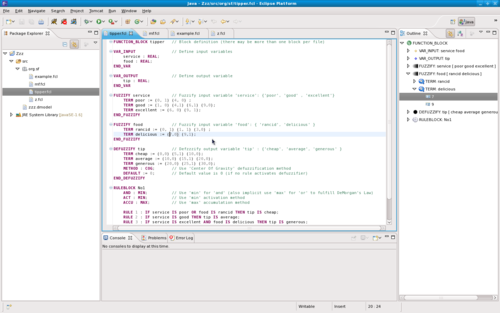 Java - Zzz/src/org/st/tipper.fcl - Eclipse Platform
File Edit Navigate Search Project Tomcat Run Window Help
Java
Package Explorer
Zzz
src
example.fcl
tipper.fcl
z.fcl
zzz.drmodel
JRE System Library
tipper.fcl
example.fcl
z.fcl
FUNCTION_BLOCK tipper // Block definition (there may be more than one block per file)
VAR_INPUT // Define input variables
service : REAL;
food : REAL;
END_VAR
VAR_OUTPUT // Define output variable
tip : REAL;
END_VAR
FUZZIFY service // Fuzzify input variable 'service': {'poor', 'good' , 'excellent'}
TERM poor := (0, 1) (4, 0) ;
TERM good := (1, 0) (4,1) (6,1) (9,0);
TERM excellent := (6, 0) (9, 1);
END_FUZZIFY
FUZZIFY food // Fuzzify input variable 'food': { 'rancid', 'delicious' }
TERM rancid := (0, 1) (1, 1) (3,0) ;
TERM delicious := (7,0) (9,1);
END_FUZZIFY
DEFUZZIFY tip // Defuzzify output variable 'tip' : {'cheap', 'average', 'generous' }
TERM cheap := (0,0) (5,1) (10,0);
TERM average := (10,0) (15,1) (20,0);
TERM generous := (20,0) (25,1) (30,0);
METHOD : COG; // Use 'Center Of Gravity' defuzzification method
DEFAULT := 0; // Default value is 0 (if no rule activates defuzzifier)
END_DEFUZZIFY
RULEBLOCK No1
AND : MIN; // Use 'min' for 'and' (also implicit use 'max' for 'or' to fulfill DeMorgan's Law)
ACT : MIN; // Use 'min' activation method
ACCU : MAX; // Use 'max' accumulation method
RULE 1 : IF service IS poor OR food IS rancid THEN tip IS cheap;
RULE 2 : IF service IS good THEN tip IS average;
RULE 3 : IF service IS excellent AND food IS delicious THEN tip IS generous;
Outline
FUNCTION_BLOCK
VAR_INPUT service food
VAR_OUTPUT tip
FUZZIFY service [ poor good excellent ]
FUZZIFY food [ rancid delicious ]
TERM rancid
TERM delicious
DEFUZZIFY tip [ cheap average generous
RULEBLOCK No1
Console Problems Error Log
No consoles to display at this time.
Writable Insert